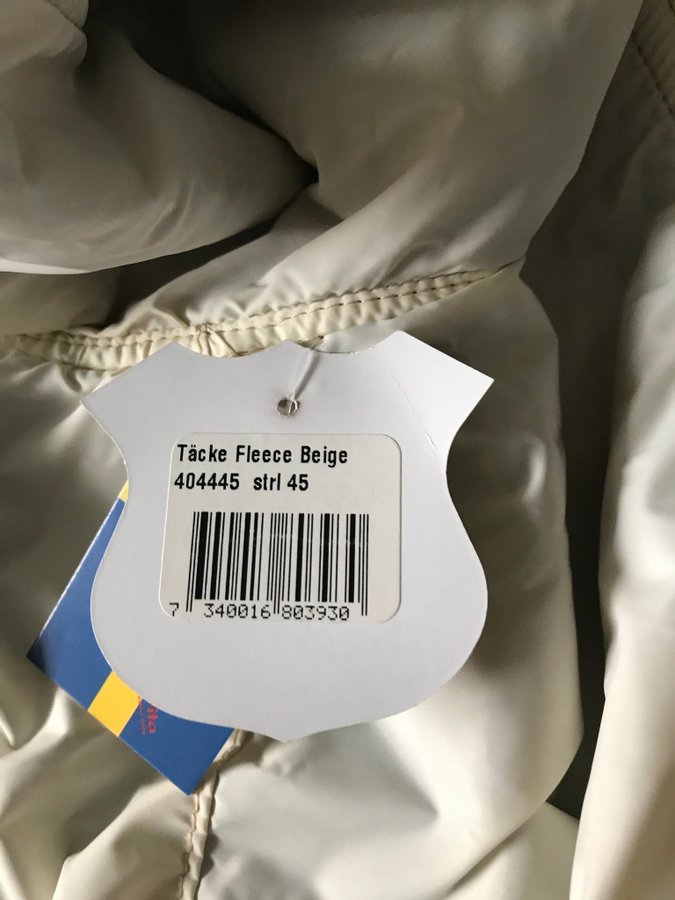 Täcke Fleece Beige
404445 strl 45
7 340016 803930